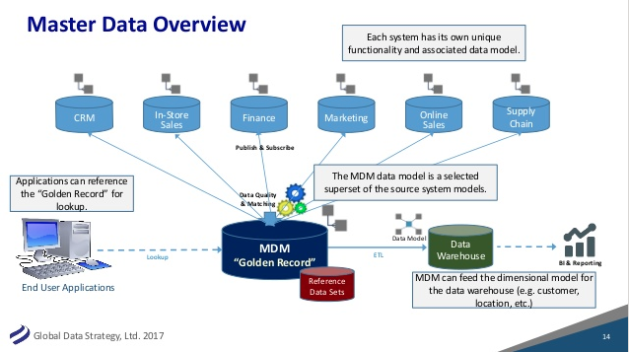 Master Data Overview
Each system has its own unique
functionality and associated data model.
CRM
In-Store
Sales
Finance
Marketing
Online
Sales
Supply
Chain
Publish & Subscribe
Applications can reference
the “Golden Record” for
lookup.
Data Quality
& Matching
The MDM data model is a selected
superset of the source system models.
End User Applications
Lookup
MDM
“Golden Record”
Reference
Data Sets
ETL
Data Model
Data
Warehouse
BI & Reporting
MDM can feed the dimensional model for
the data warehouse (e.g. customer,
location, etc.)
Global Data Strategy, Ltd. 2017
14